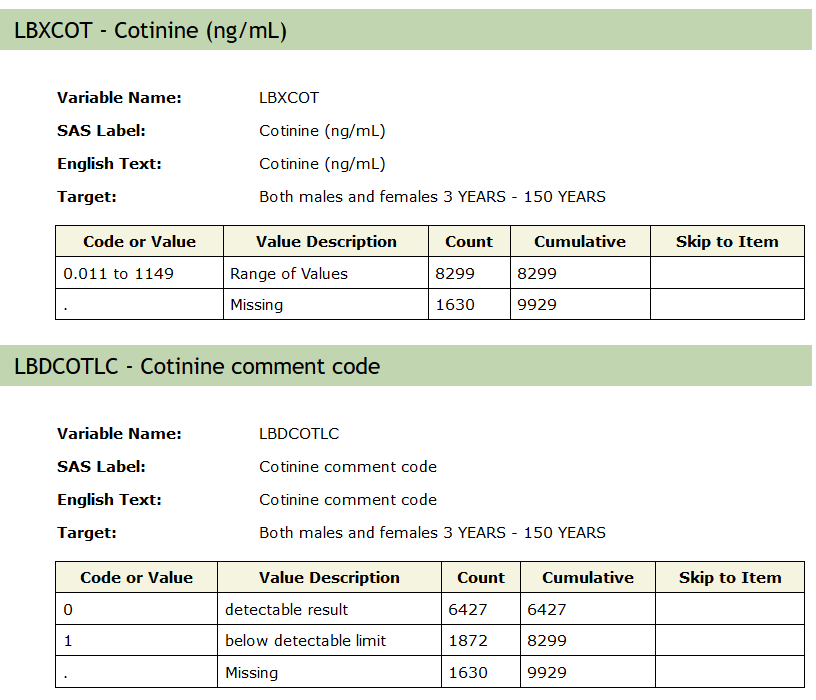 LBXCOT - Cotinine (ng/mL)
Variable Name: LBXCOT
SAS Label: Cotinine (ng/mL)
English Text: Cotinine (ng/mL)
Target: Both males and females 3 YEARS - 150 YEARS
Code or Value Value Description Count Cumulative Skip to Item
0.011 to 1149 Range of Values 8299 8299
. Missing 1630 9929
LBDCOTLC - Cotinine comment code
Variable Name: LBDCOTLC
SAS Label: Cotinine comment code
English Text: Cotinine comment code
Target: Both males and females 3 YEARS - 150 YEARS
Code or Value Value Description Count Cumulative Skip to Item
0 detectable result 6427 6427
1 below detectable limit 1872 8299
. Missing 1630 9929